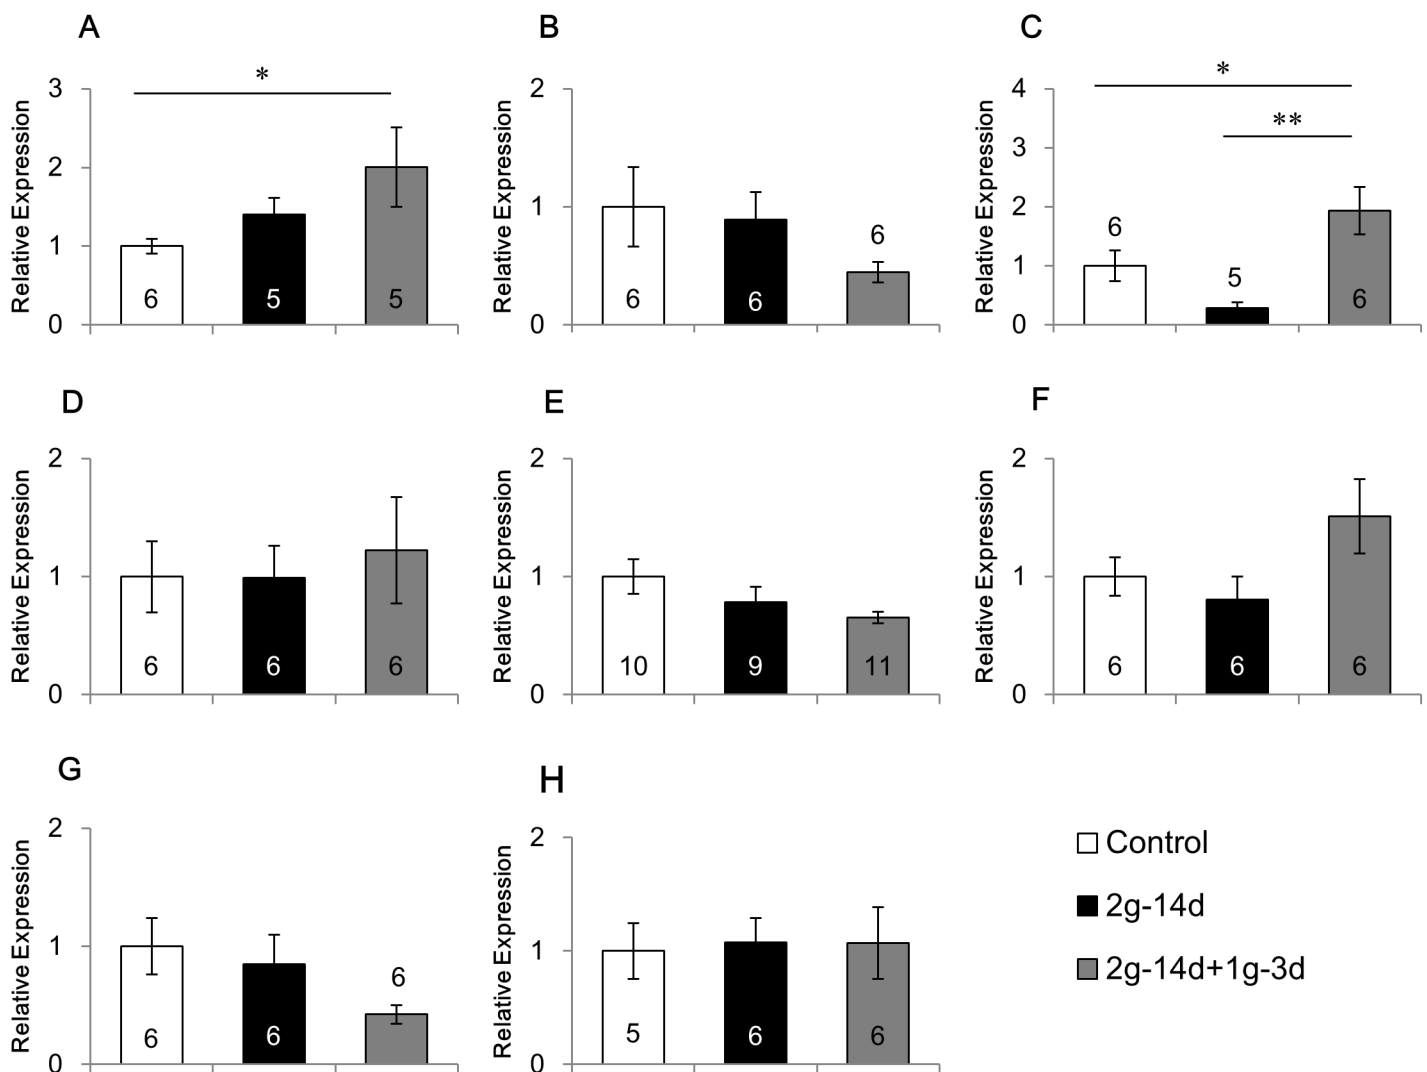 A
B
C
Relative Expression
3
2
1
0
*
6
5
5
Relative Expression
2
1
0
6
6
6
Relative Expression
4
3
2
1
0
*
**
6
5
6
D
E
F
Relative Expression
2
1
0
6
6
6
Relative Expression
2
1
0
10
9
11
Relative Expression
2
1
0
6
6
6
G
H
Relative Expression
2
1
0
6
6
6
Relative Expression
2
1
0
5
6
6
Control
2g-14d
2g-14d+1g-3d